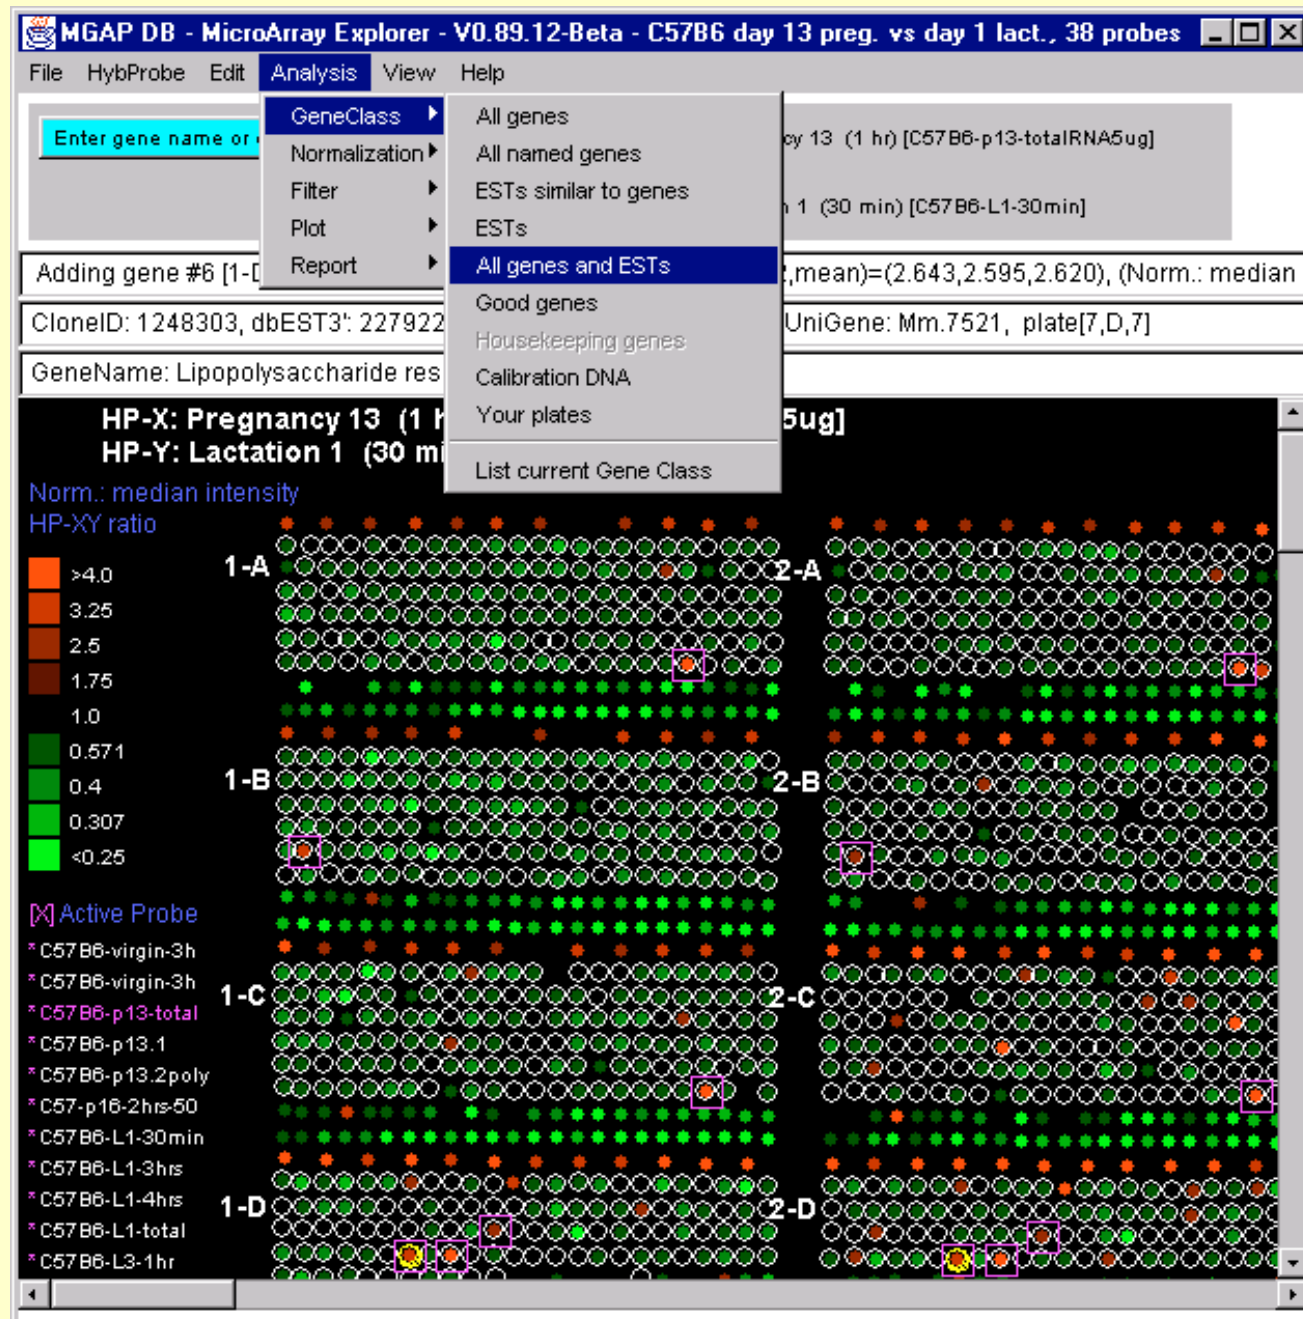 MGAP DB - MicroArray Explorer - V0.89.12-Beta - C57B6 day 13 preg. vs day 1 lact., 38 probes
File HybProbe Edit Analysis View Help
GeneClass
Normalization
Filter
Plot
Report
All genes
All named genes
ESTs similar to genes
ESTs
All genes and ESTs
Good genes
Housekeeping genes
Calibration DNA
Your plates
List current Gene Class
Enter gene name or
cy 13 (1 hr) [C57B6-p13-totalRNA5ug]
1 (30 min) [C57B6-L1-30min]
Adding gene #6 [1-D ,mean)=(2.643,2.595,2.620), (Norm.: median
CloneID: 1248303, dbEST3': 227922 UniGene: Mm.7521, plate[7,D,7]
GeneName: Lipopolysaccharide res
HP-X: Pregnancy 13 (1 h 5ug]
HP-Y: Lactation 1 (30 mi
Norm.: median intensity
HP-XY ratio
>4.0
3.25
2.5
1.75
1.0
0.571
0.4
0.307
<0.25
1-A 2-A
1-B 2-B
1-C 2-C
1-D 2-D
[X] Active Probe
* C57B6-virgin-3h
* C57B6-virgin-3h
* C57B6-p13-total
* C57B6-p13.1
* C57B6-p13.2poly
* C57-p16-2hrs-50
* C57B6-L1-30min
* C57B6-L1-3hrs
* C57B6-L1-4hrs
* C57B6-L1-total
* C57B6-L3-1hr